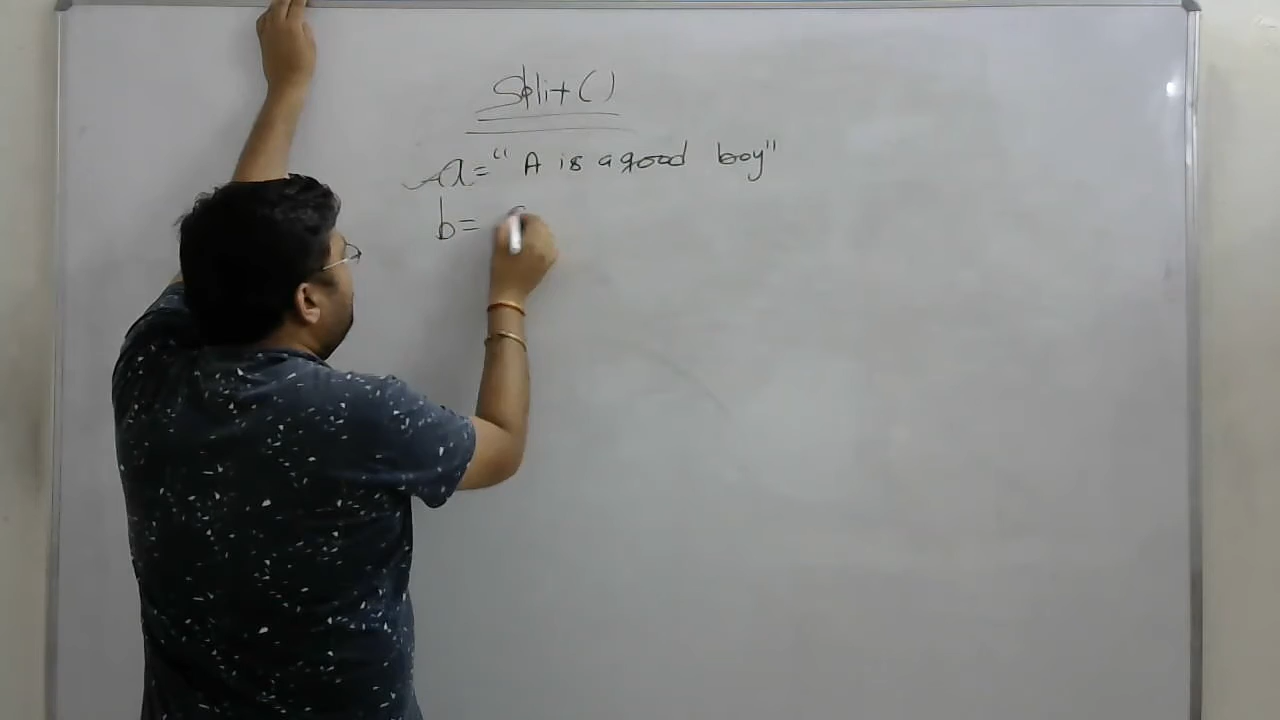 Split()
a= "A is a good boy"
b=